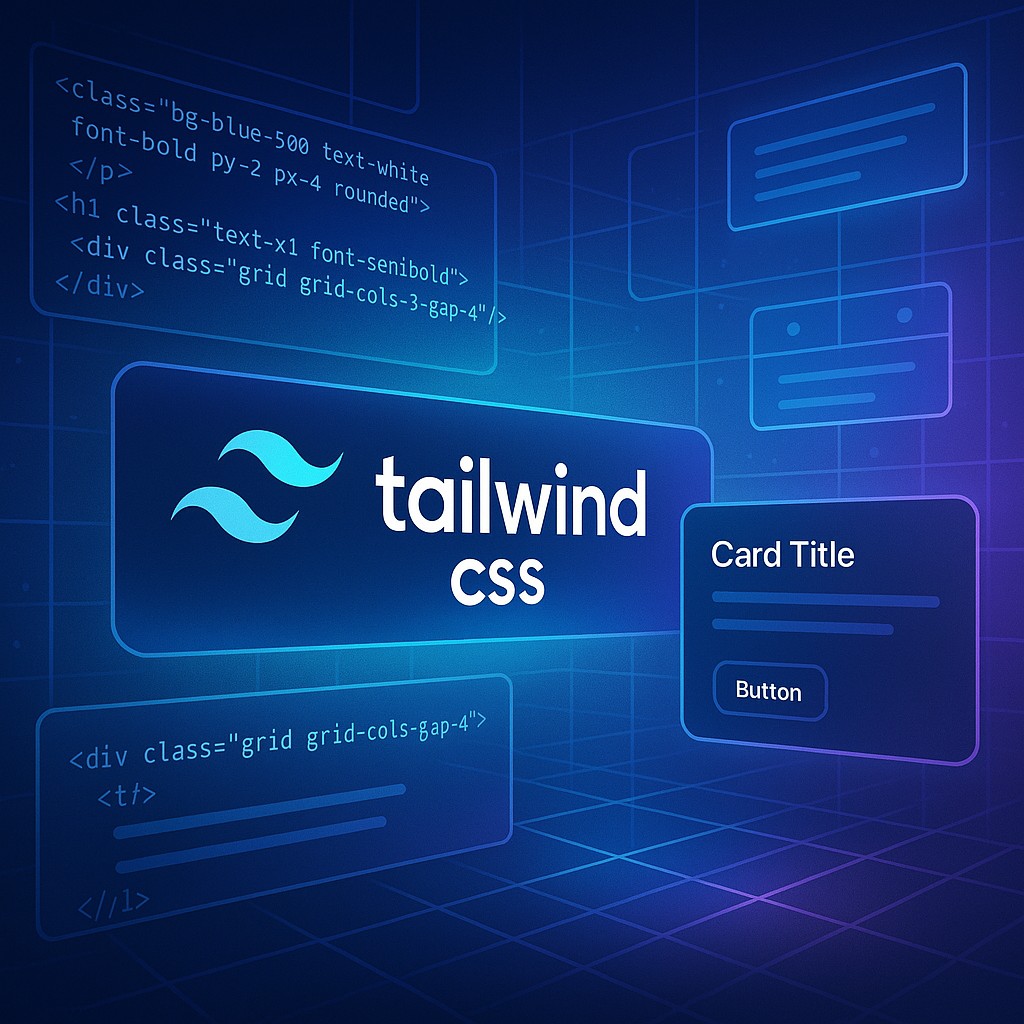 <class="bg-blue-500 text-white
font-bold py-2 px-4 rounded">
</p>
<h1 class="text-x1 font-senibold">
<div class="grid grid-cols-3-gap-4"/>
</div>
tailwind
css
Card Title
Button
<div class="grid grid-cols-gap-4">